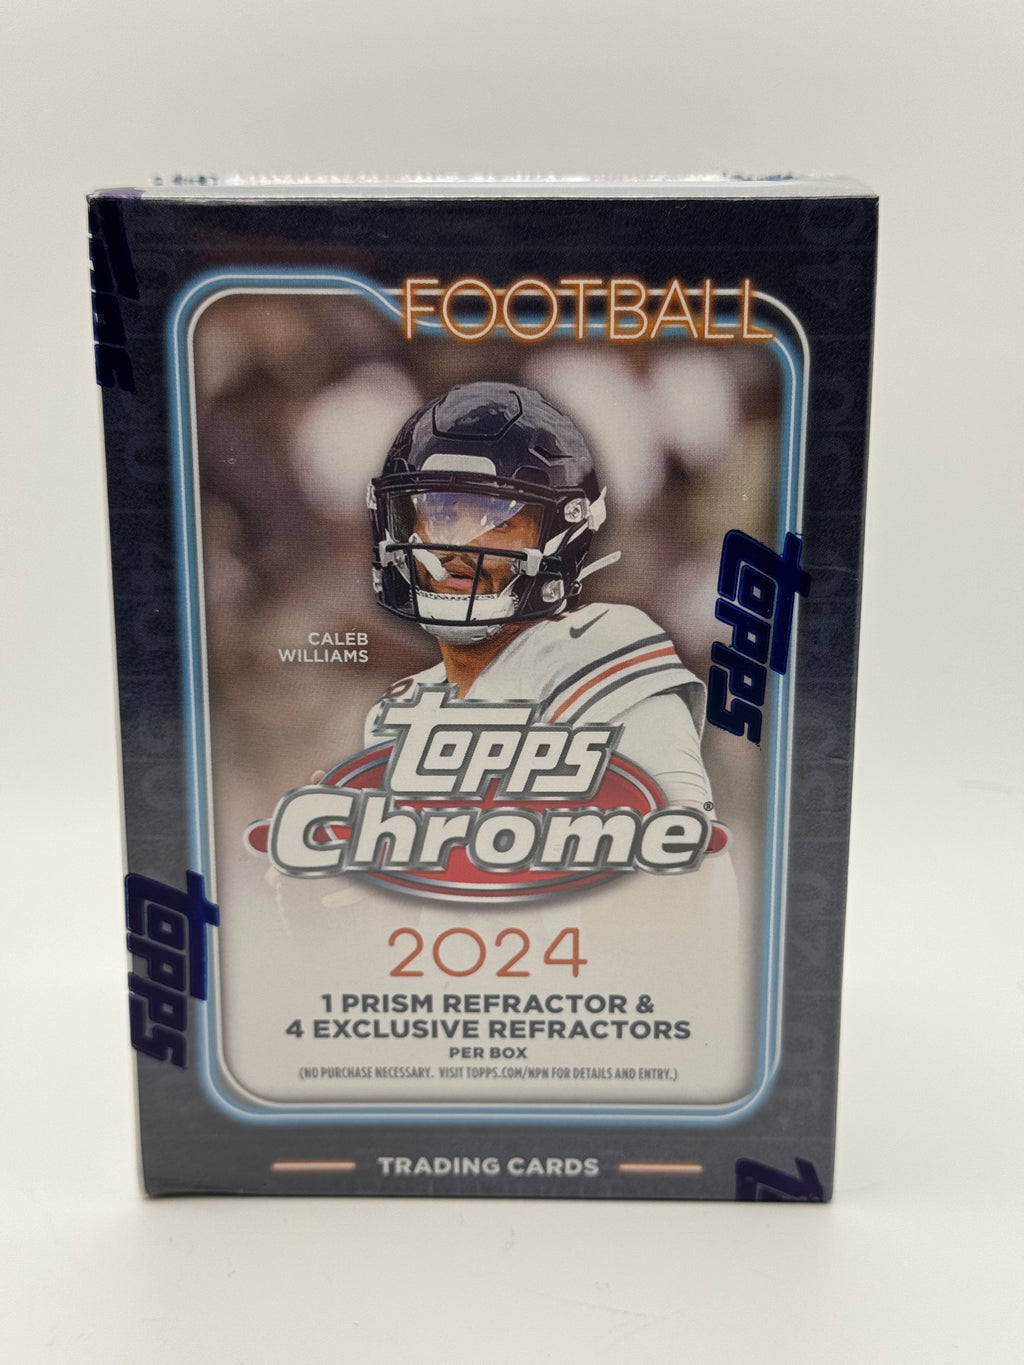 FOOTBALL
CALEB
WILLIAMS
topps
topps
Chrome®
2024
1 PRISM REFRACTOR &
4 EXCLUSIVE REFRACTORS
PER BOX
(NO PURCHASE NECESSARY. VISIT TOPPS.COM/NPN FOR DETAILS AND ENTRY.)
topps
TRADING CARDS